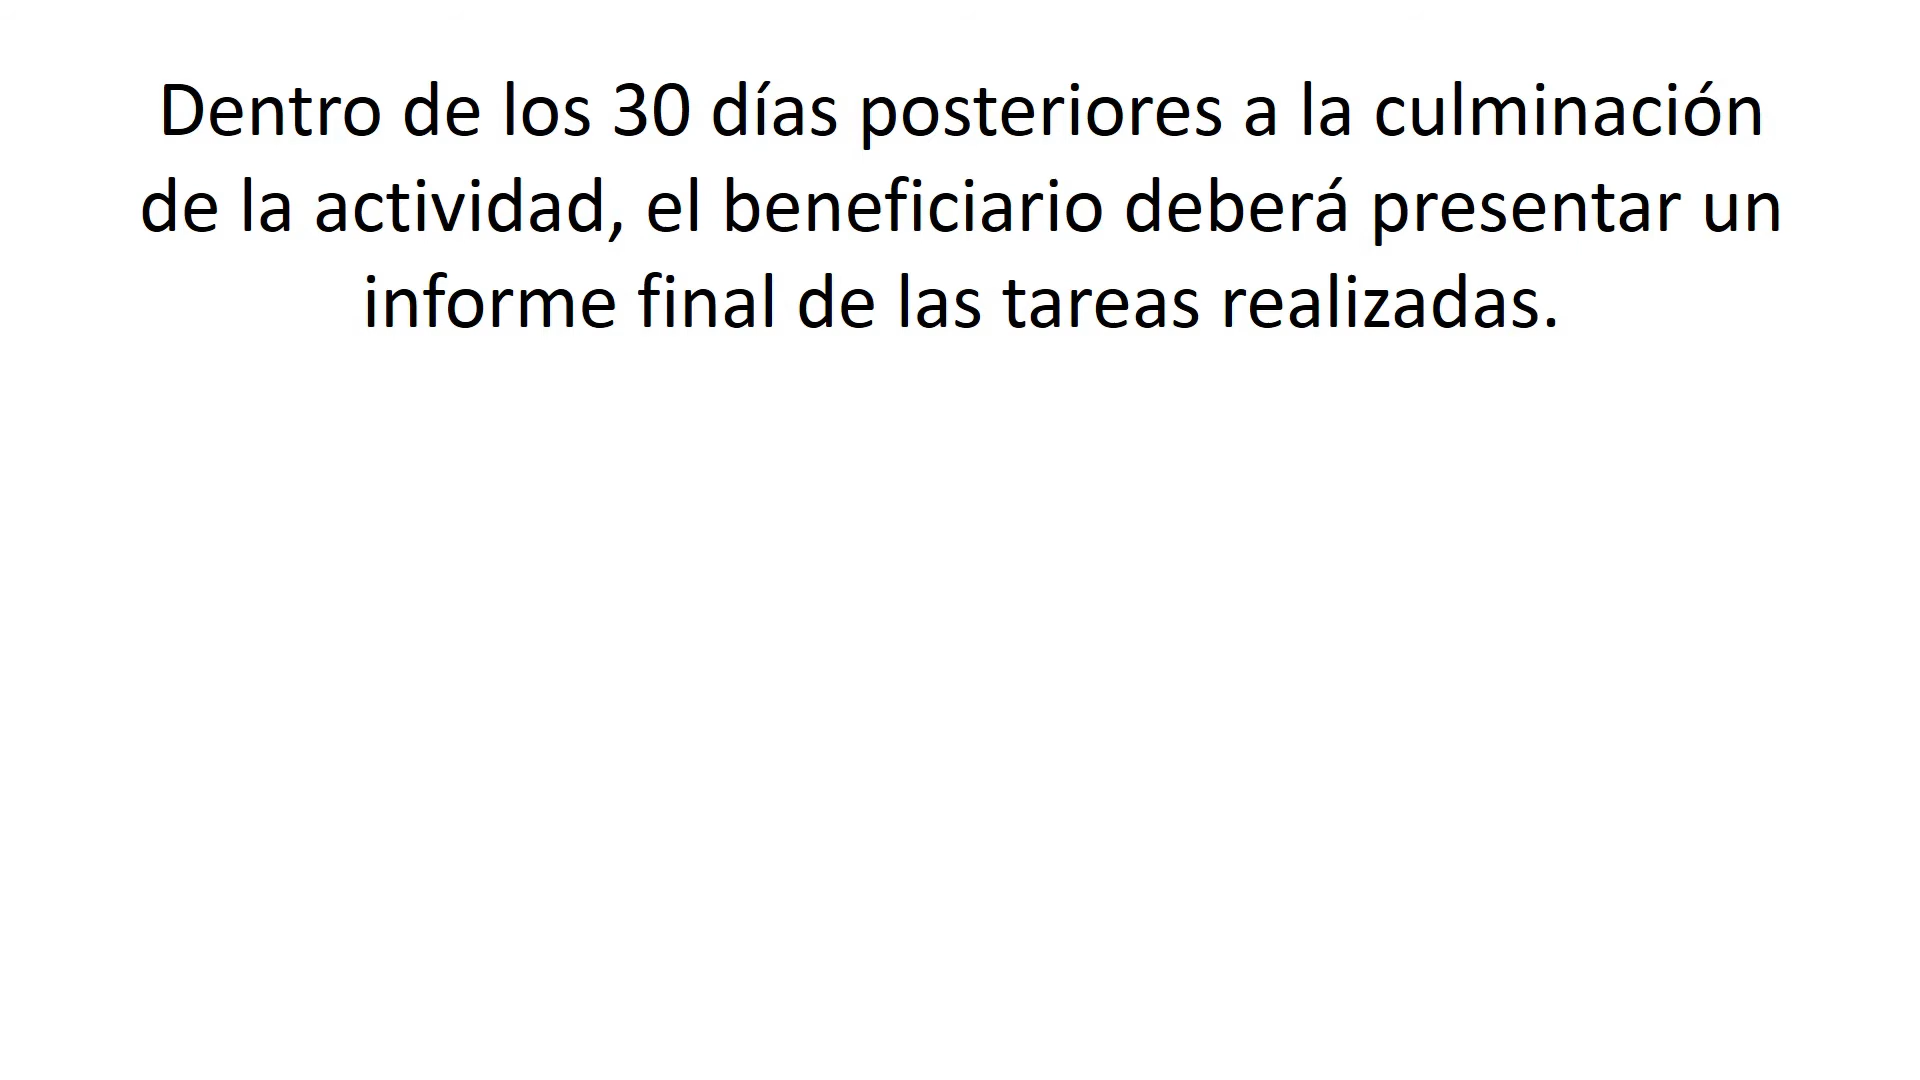 Dentro de los 30 días posteriores a la culminación
de la actividad, el beneficiario deberá presentar un
informe final de las tareas realizadas.